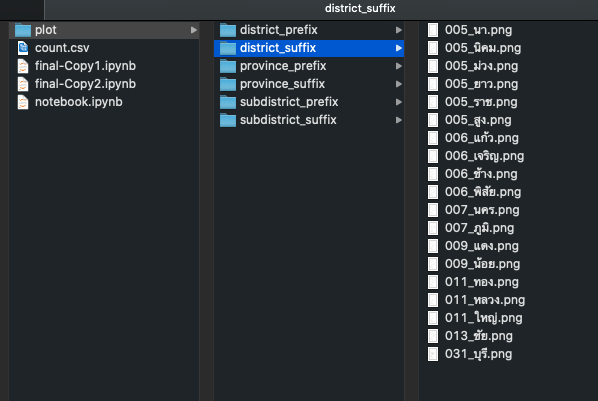 district_suffix
plot
count.csv
final-Copy1.ipynb
final-Copy2.ipynb
notebook.ipynb
district_prefix
district_suffix
province_prefix
province_suffix
subdistrict_prefix
subdistrict_suffix
005_นา.png
005_นิคม.png
005_ม่วง.png
005_ยาว.png
005_ราช.png
005_สูง.png
006_แก้ว.png
006_เจริญ.png
006_ช้าง.png
006_พิสัย.png
007_นคร.png
007_ภูมิ.png
009_แดง.png
009_น้อย.png
011_ทอง.png
011_หลวง.png
011_ใหญ่.png
013_ชัย.png
031_บุรี.png